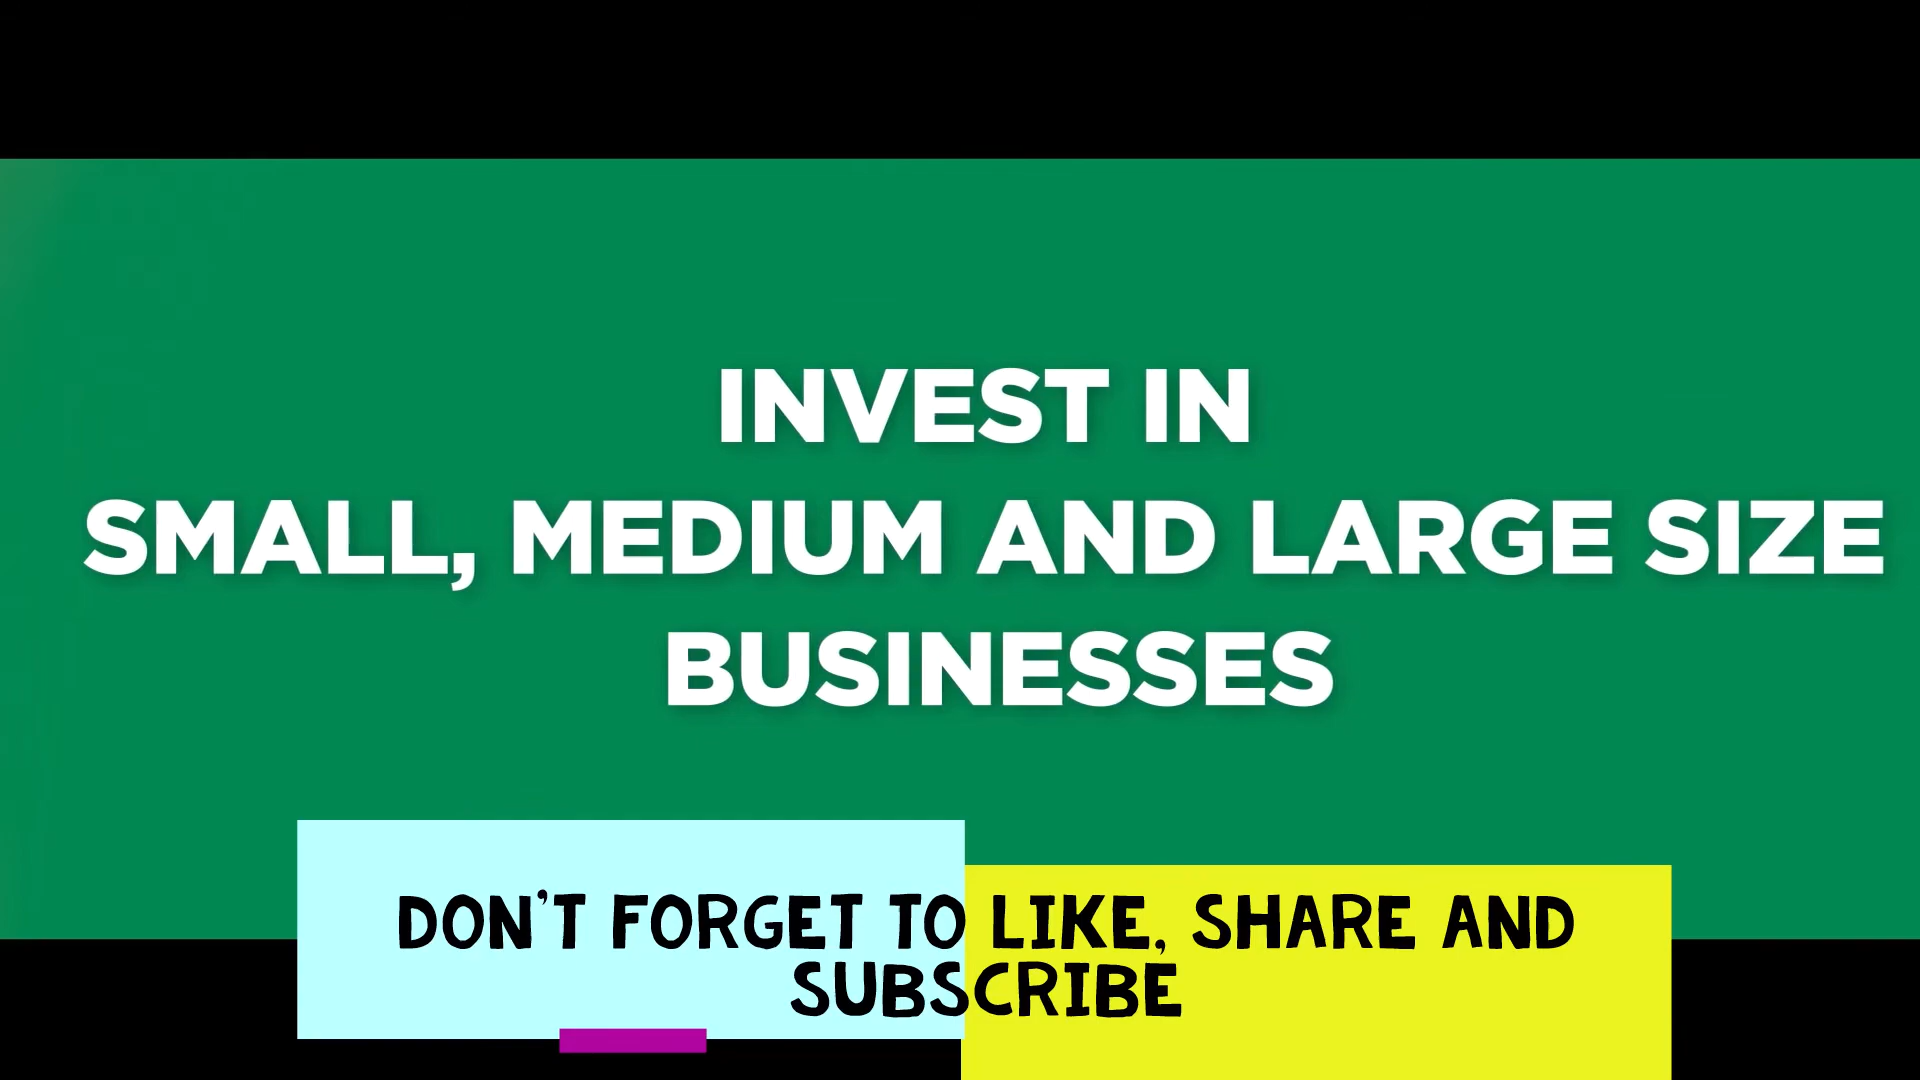 INVEST IN
SMALL, MEDIUM AND LARGE SIZE
BUSINESSES
DON'T FORGET TO LIKE, SHARE AND
SUBSCRIBE